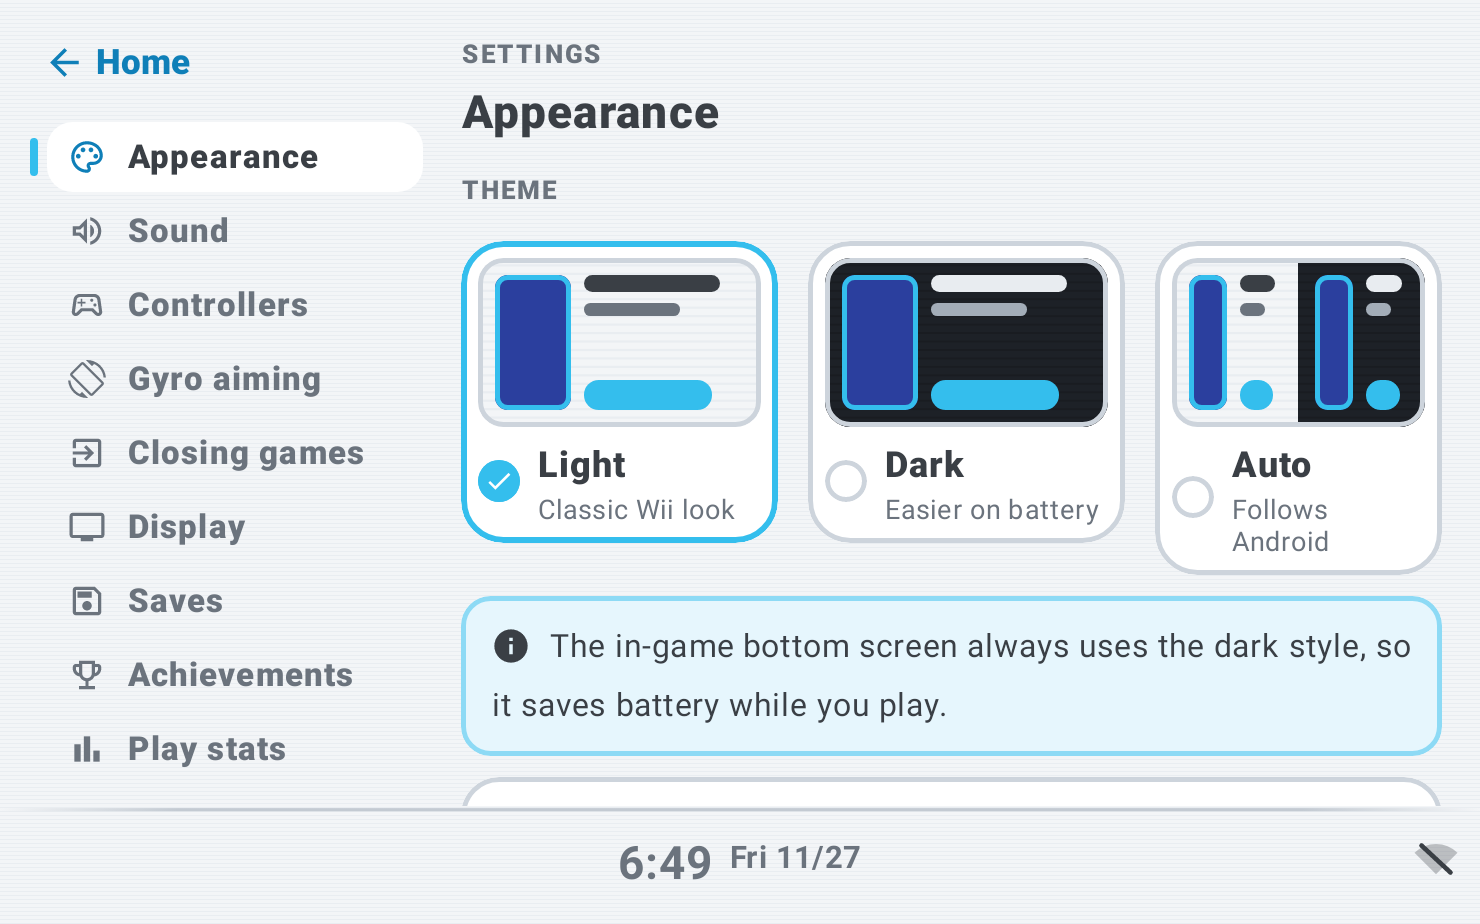 Home
Appearance
Sound
Controllers
Gyro aiming
Closing games
Display
Saves
Achievements
Play stats
SETTINGS
Appearance
THEME
Light
Classic Wii look
Dark
Easier on battery
Auto
Follows
Android
The in-game bottom screen always uses the dark style, so
it saves battery while you play.
6:49 Fri 11/27